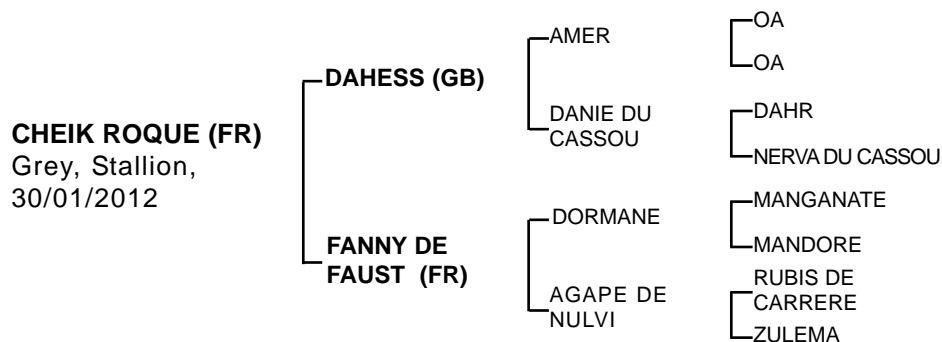 CHEIK ROQUE (FR)
Grey, Stallion,
30/01/2012
DAHESS (GB)
FANNY DE
FAUST (FR)
AMER
DANIE DU
CASSOU
DORMANE
AGAPE DE
NULVI
OA
OA
DAHR
NERVA DU CASSOU
MANGANATE
MANDORE
RUBIS DE
CARRERE
ZULEMA